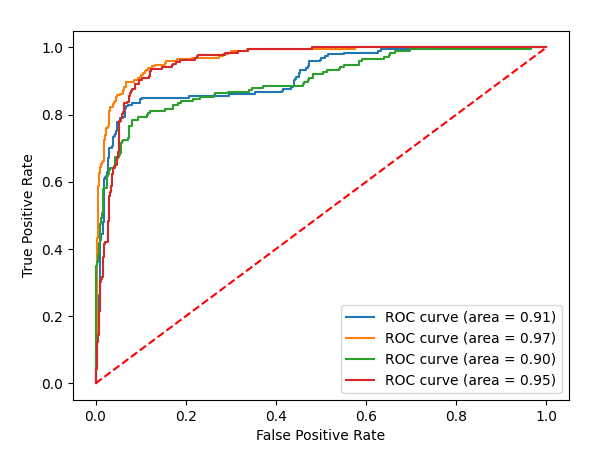 1.0
0.8
0.6
0.4
0.2
0.0
True Positive Rate
ROC curve (area = 0.91)
ROC curve (area = 0.97)
ROC curve (area = 0.90)
ROC curve (area = 0.95)
0.0 0.2 0.4 0.6 0.8 1.0
False Positive Rate